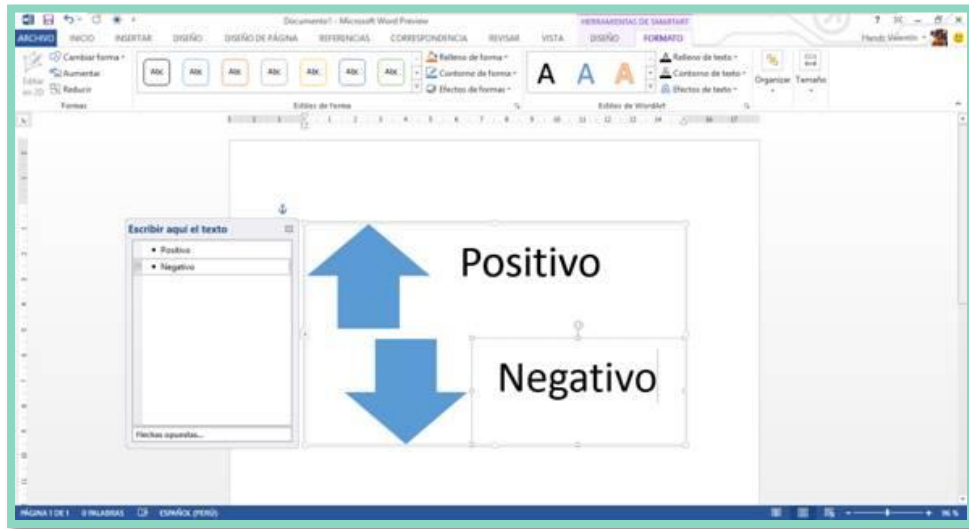 Documento1 - Microsoft Word Preview
HERRAMIENTAS DE SMARTART
ARCHIVO INICIO INSERTAR DISEÑO DISEÑO DE PÁGINA REFERENCIAS CORRESPONDENCIA REVISAR VISTA DISEÑO FORMATO
Cambiar forma
Aumentar
Reducir
Editar
en 2D
Abc Abc Abc Abc Abc Abc
Relleno de forma
Contorno de forma
Efectos de formas
A A A
Relleno de texto
Contorno de texto
Efectos de texto
Organizar Tamaño
Formas Estilos de forma Estilos de WordArt
Escribir aquí el texto
Positivo
Negativo
Flechas opuestas...
Positivo
Negativo
PÁGINA 1 DE 1 0 PALABRAS ESPAÑOL (PERÚ)